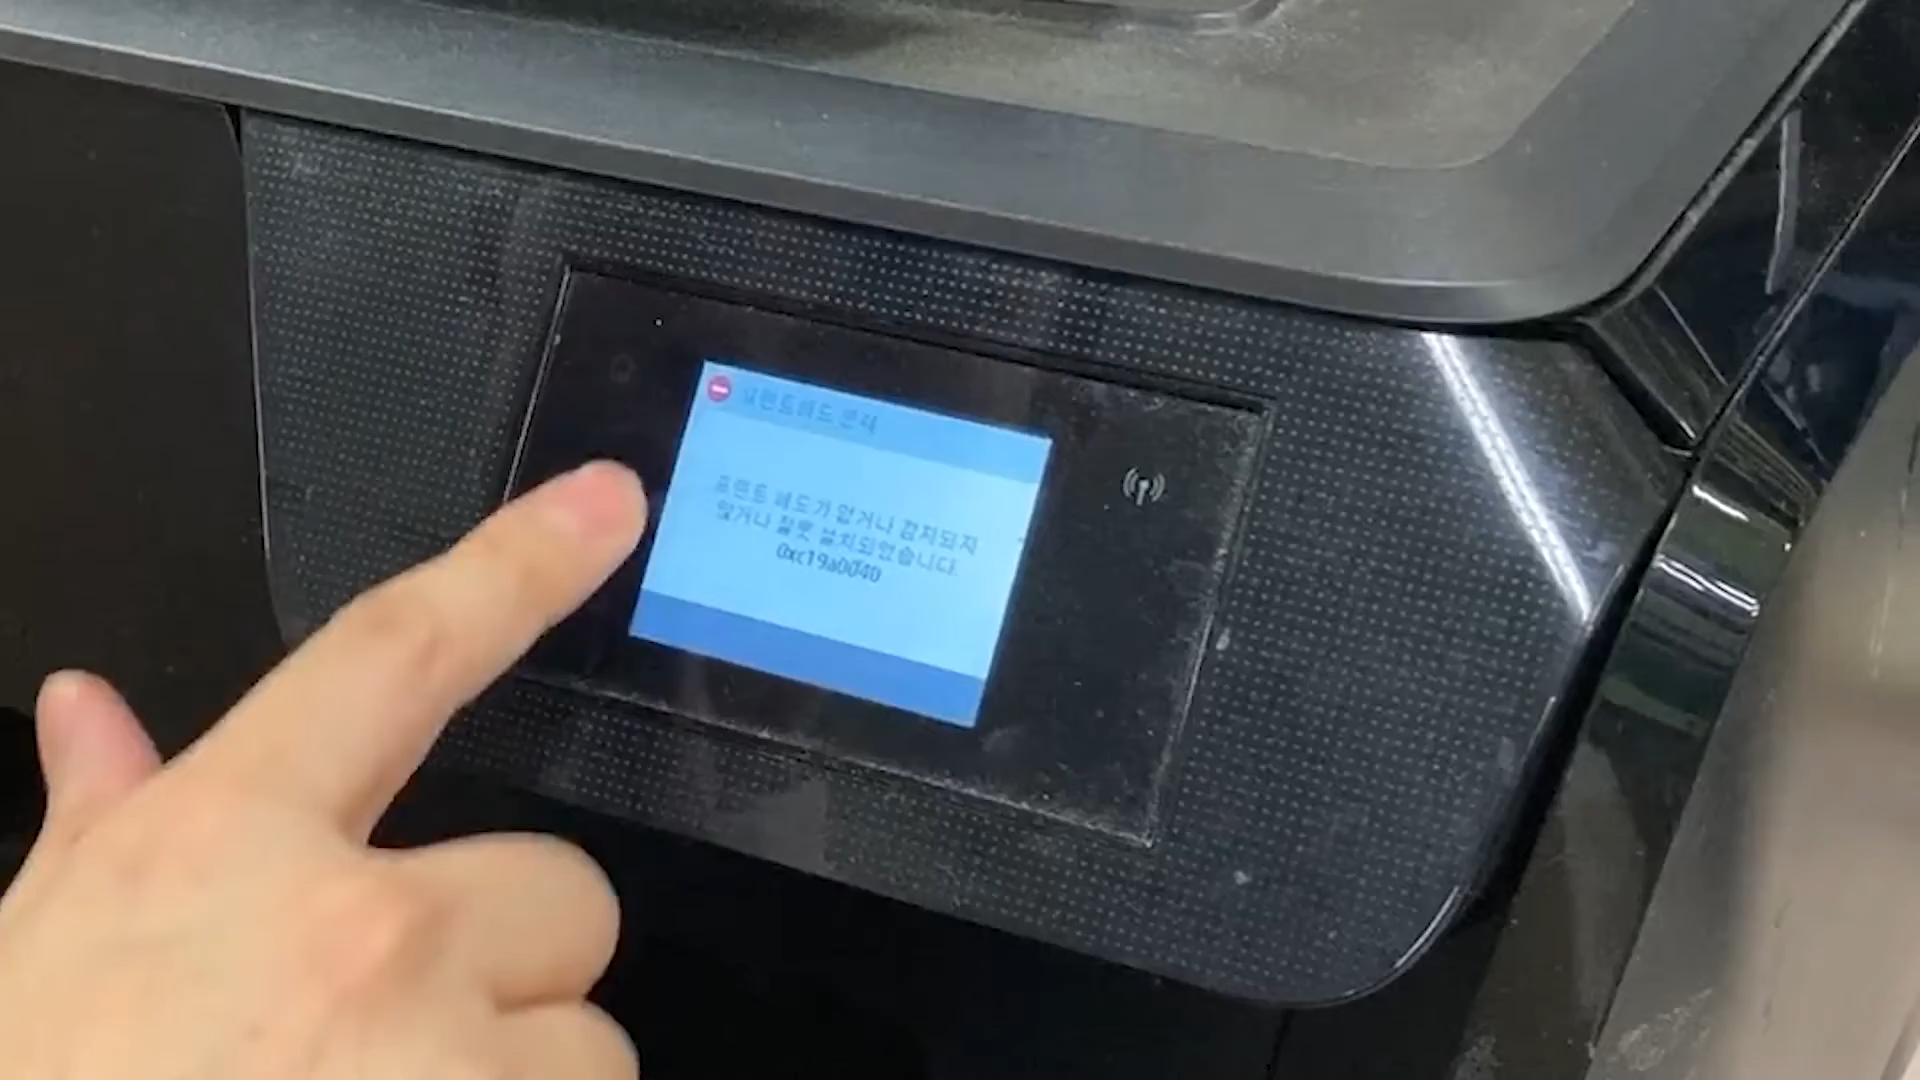 프린트헤드 문제
프린트 헤드가 없거나 감지되지
않거나 잘못 설치되었습니다.
0xc19a0040